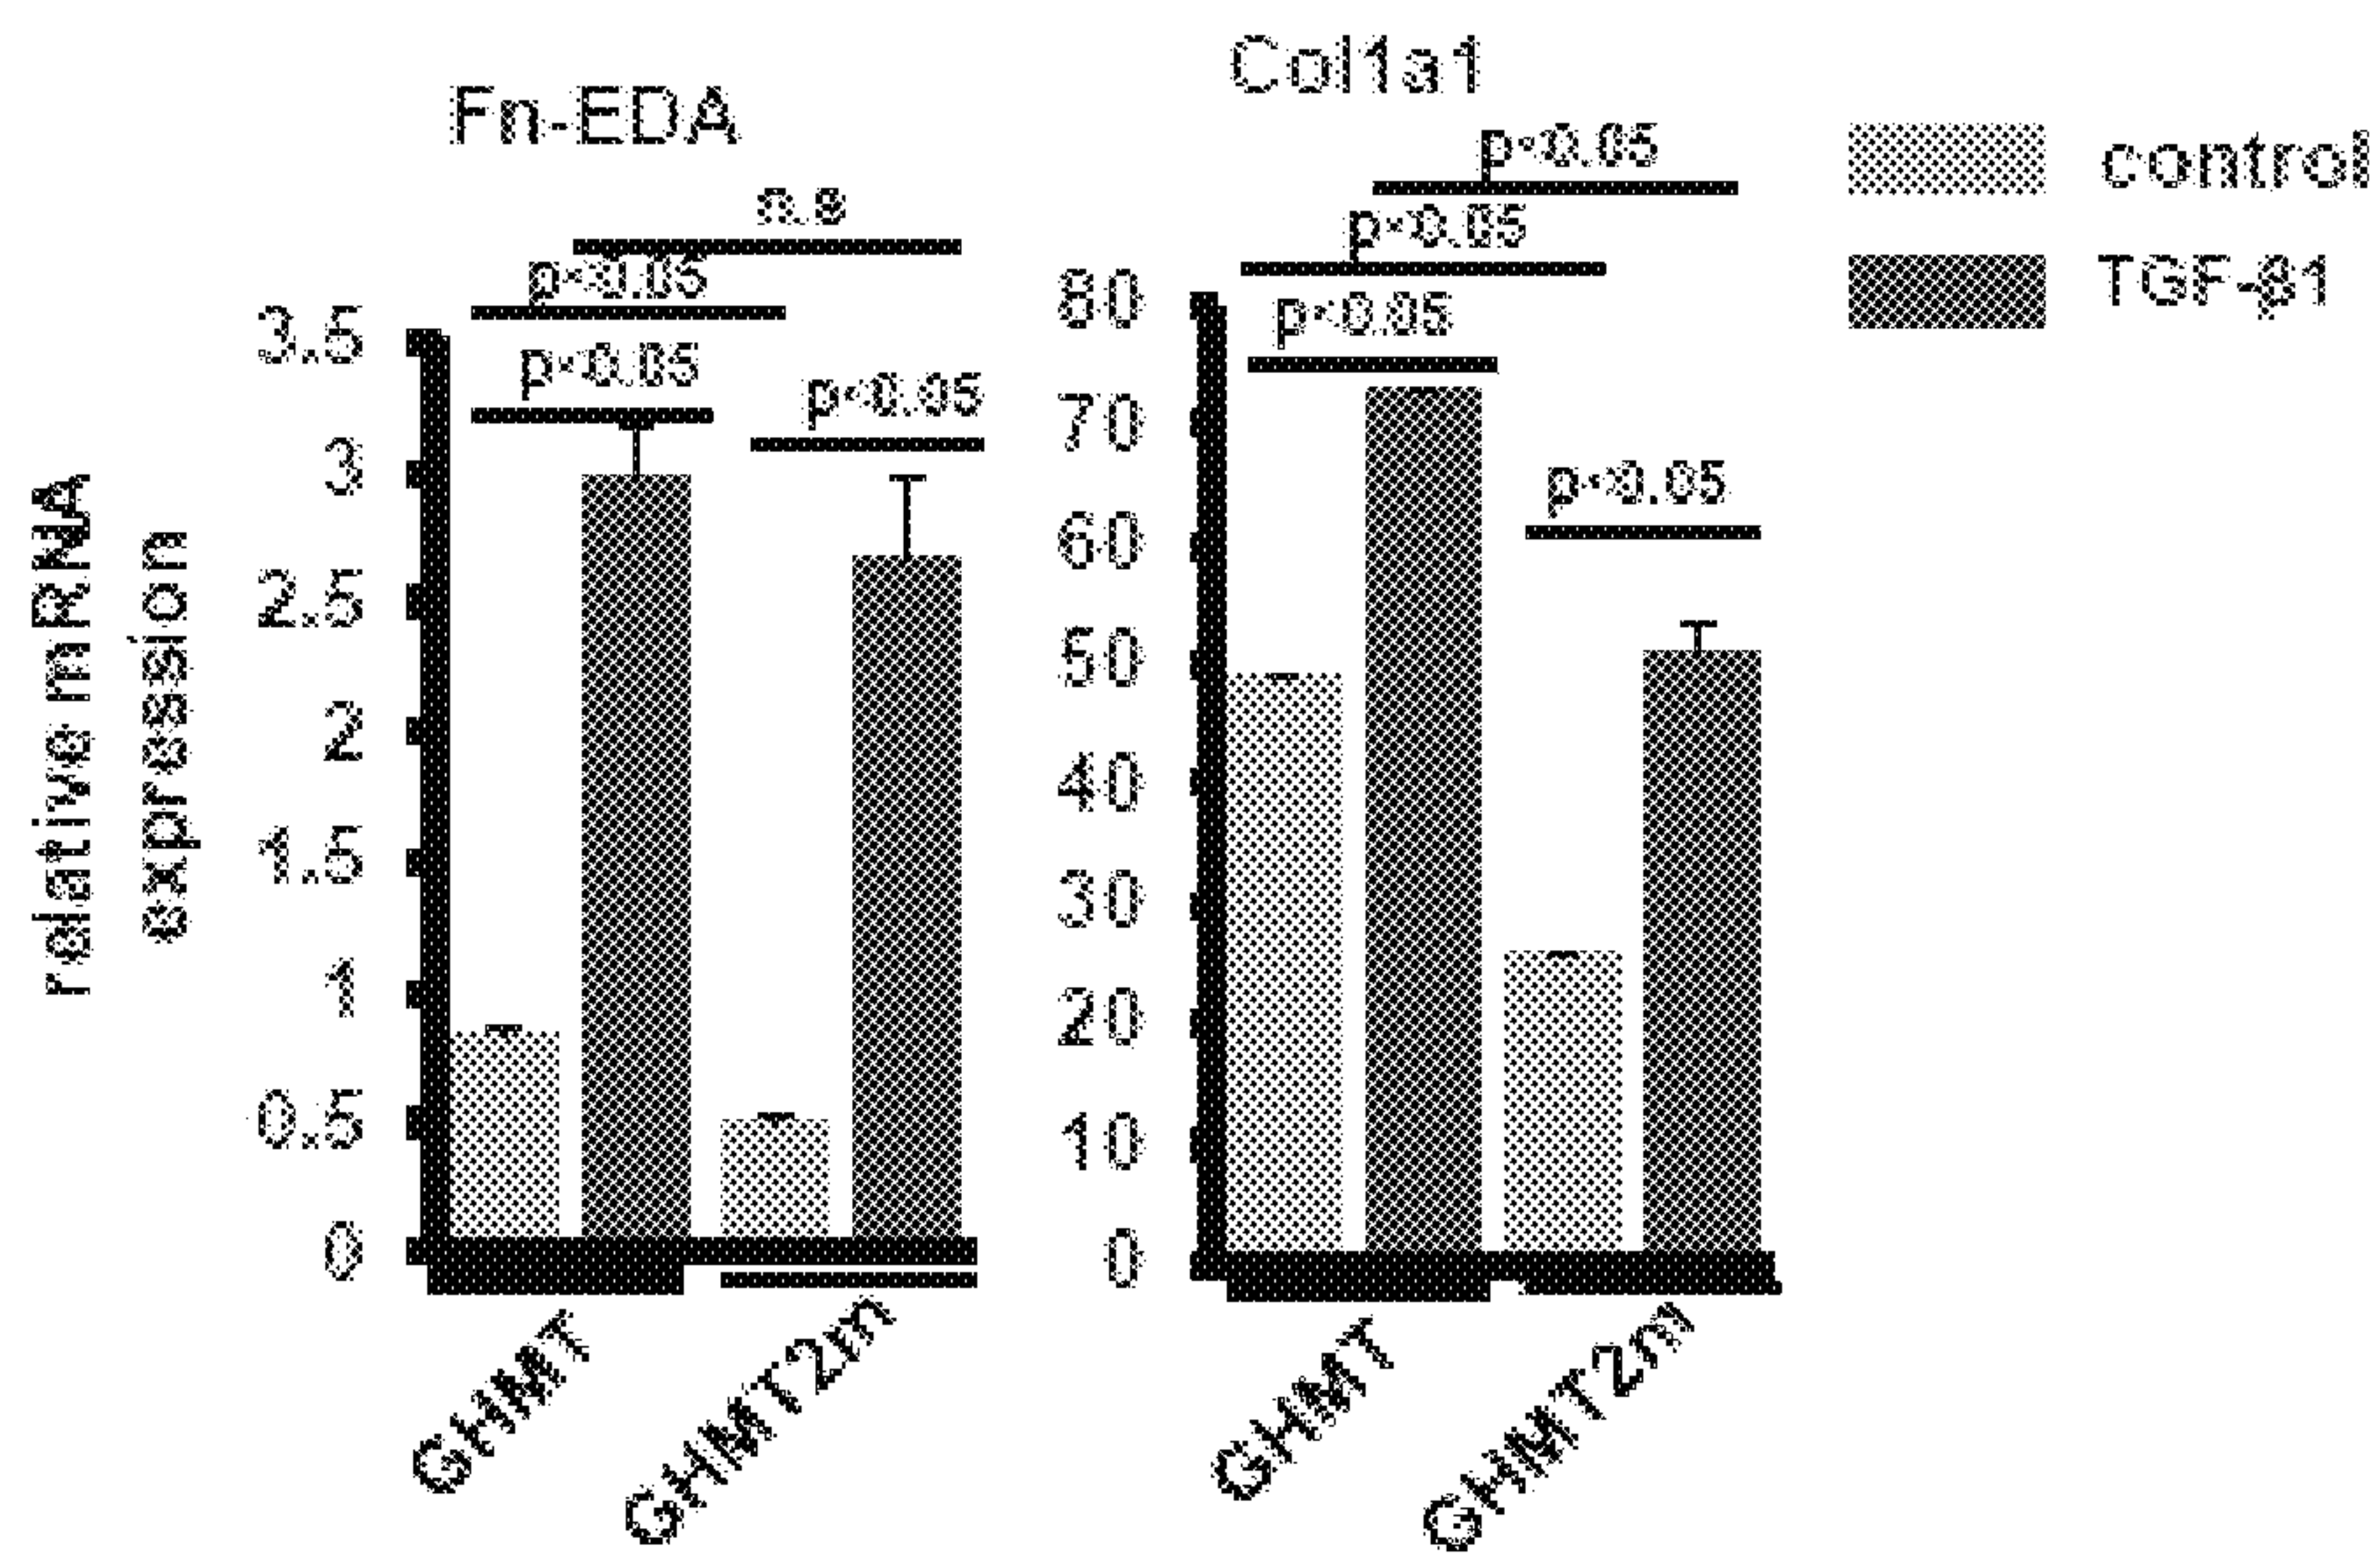 Fn-EDA
n.s
p<0.05
p<0.05
p<0.05
3.5
3
2.5
2
1.5
1
0.5
0
relative mRNA
expression
GHMT
GHMT2m
Col1a1
p<0.05
p<0.05
p<0.05
p<0.05
80
70
60
50
40
30
20
10
0
GHMT
GHMT2m
control
TGF-β1